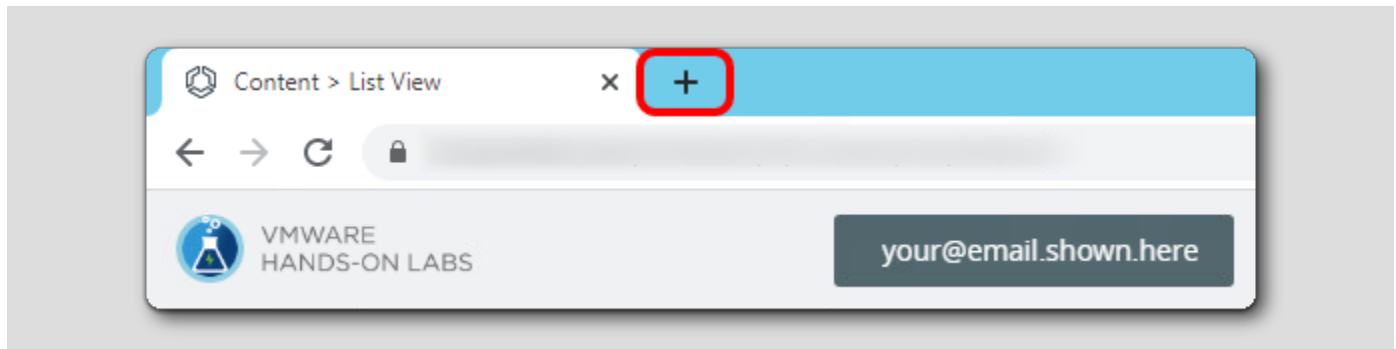 Content > List View
VMWARE
HANDS-ON LABS
your@email.shown.here